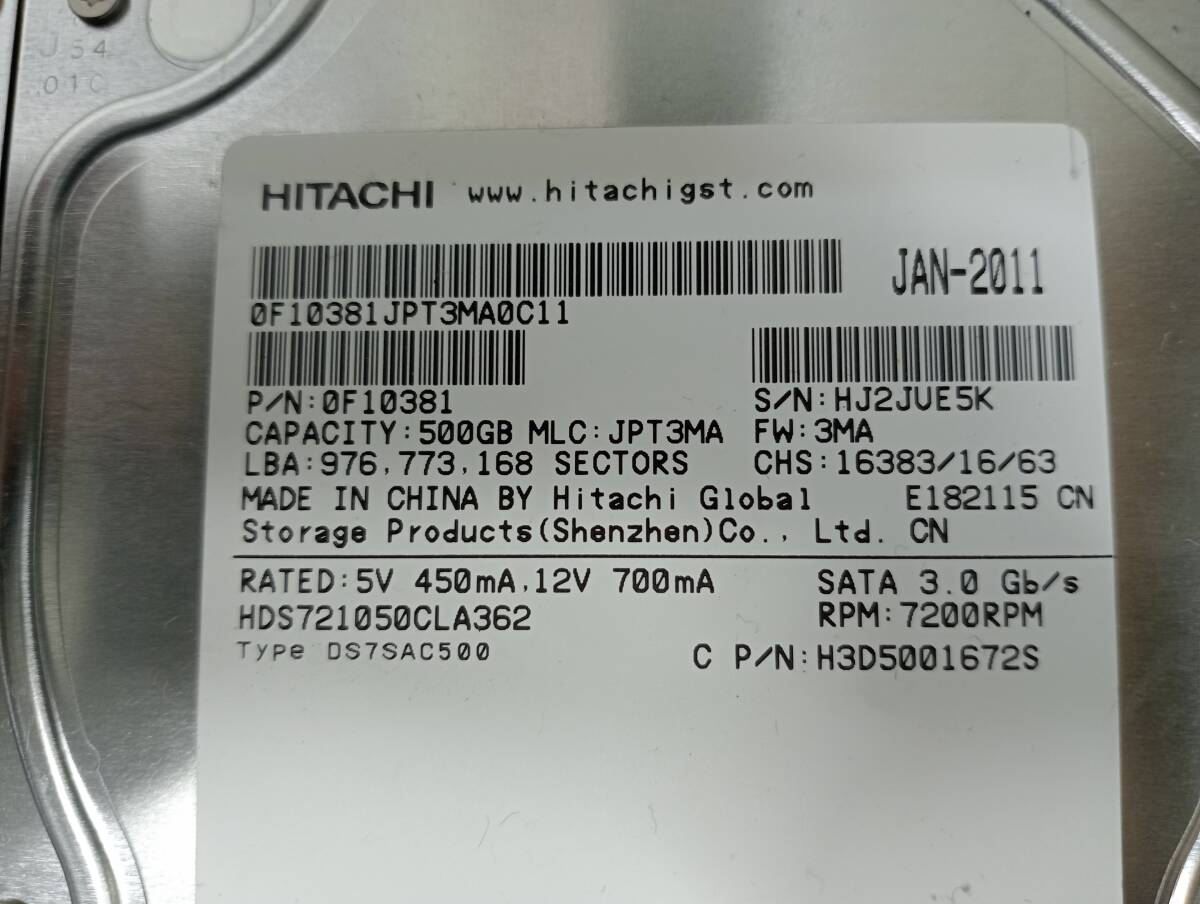 J54
01C
HITACHI www.hitachigst.com
JAN-2011
0F10381JPT3MA0C11
P/N:0F10381 S/N:HJ2JUE5K
CAPACITY:500GB MLC:JPT3MA FW:3MA
LBA:976,773,168 SECTORS CHS:16383/16/63
MADE IN CHINA BY Hitachi Global E182115 CN
Storage Products(Shenzhen)Co., Ltd. CN
RATED:5V 450mA,12V 700mA SATA 3.0 Gb/s
HDS721050CLA362 RPM:7200RPM
Type DS7SAC500 C P/N:H3D5001672S